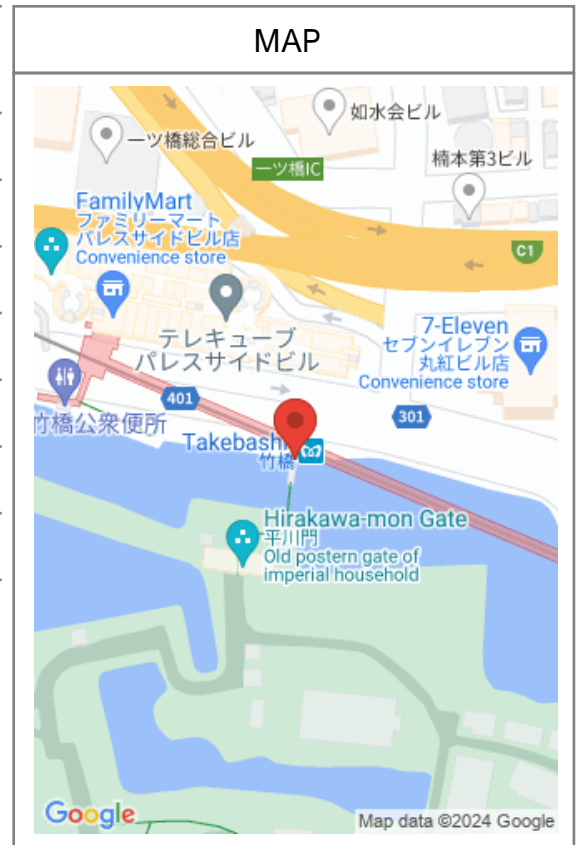 MAP
如水会ビル
一ツ橋総合ビル
一ツ橋IC
楠本第3ビル
FamilyMart
ファミリーマート
パレスサイドビル店
Convenience store
C1
7-Eleven
セブンイレブン
丸紅ビル店
Convenience store
テレキューブ
パレスサイドビル
401
301
竹橋公衆便所
Takebashi
竹橋
Hirakawa-mon Gate
平川門
Old postern gate of
imperial household
Google
Map data ©2024 Google